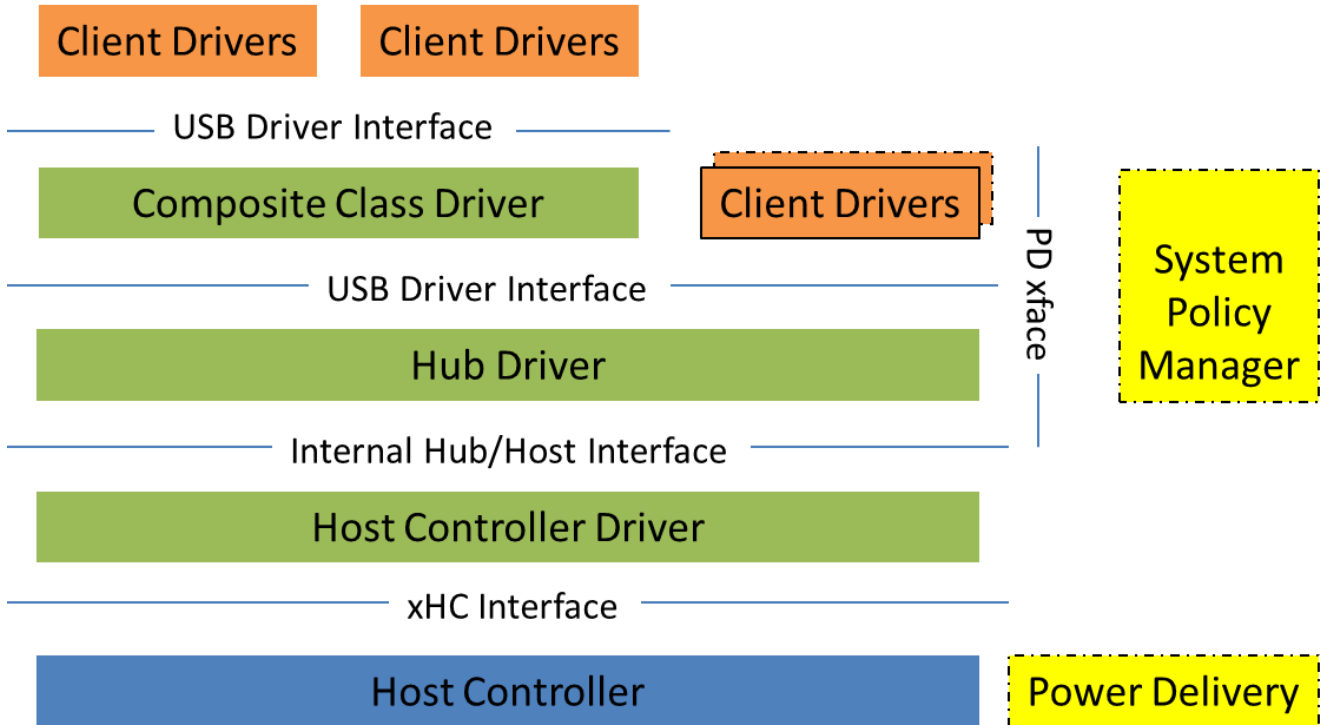 Client Drivers
Client Drivers
USB Driver Interface
Composite Class Driver
Client Drivers
USB Driver Interface
Hub Driver
Internal Hub/Host Interface
Host Controller Driver
xHC Interface
Host Controller
PD xface
System
Policy
Manager
Power Delivery